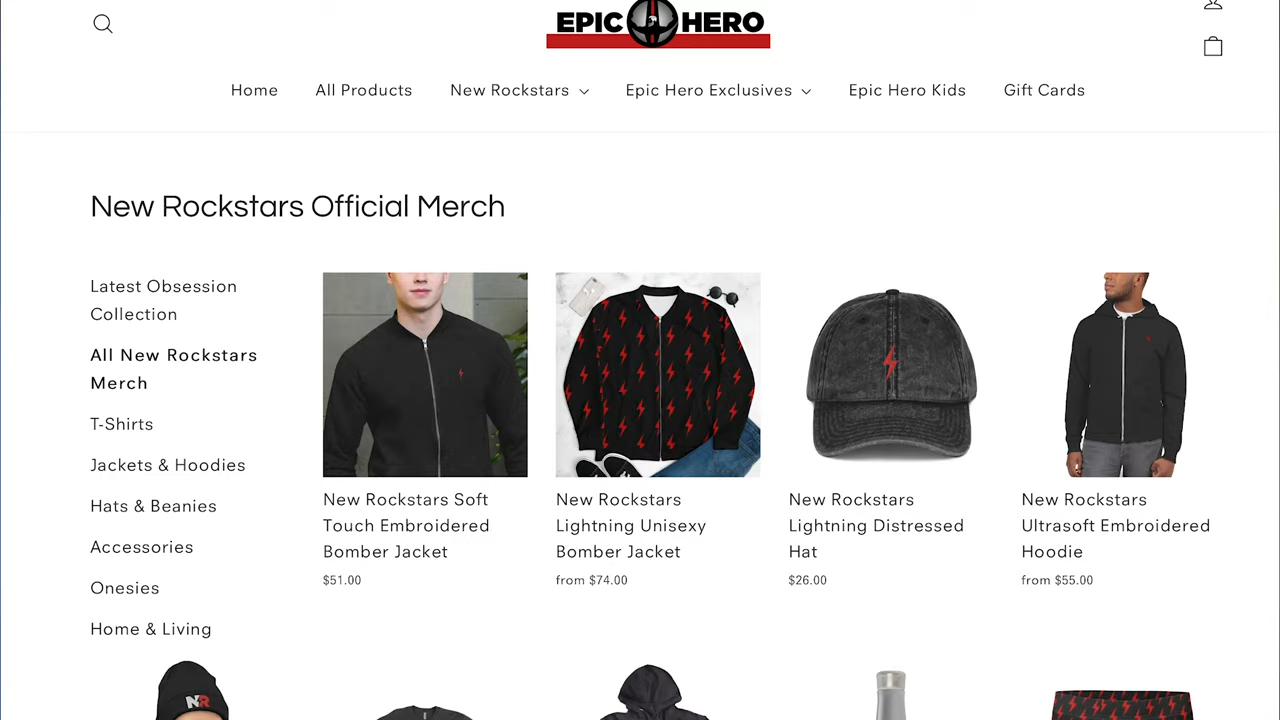 EPIC HERO
Home All Products New Rockstars Epic Hero Exclusives Epic Hero Kids Gift Cards
New Rockstars Official Merch
Latest Obsession
Collection
All New Rockstars
Merch
T-Shirts
Jackets & Hoodies
Hats & Beanies
Accessories
Onesies
Home & Living
New Rockstars Soft
Touch Embroidered
Bomber Jacket
$51.00
New Rockstars
Lightning Unisexy
Bomber Jacket
from $74.00
New Rockstars
Lightning Distressed
Hat
$26.00
New Rockstars
Ultrasoft Embroidered
Hoodie
from $55.00
NR